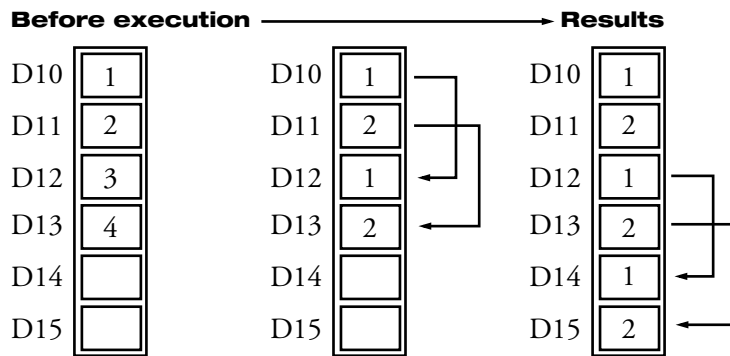 Before execution Results
D10 1 D10 1 D10 1
D11 2 D11 2 D11 2
D12 3 D12 1 D12 1
D13 4 D13 2 D13 2
D14 D14 D14 1
D15 D15 D15 2